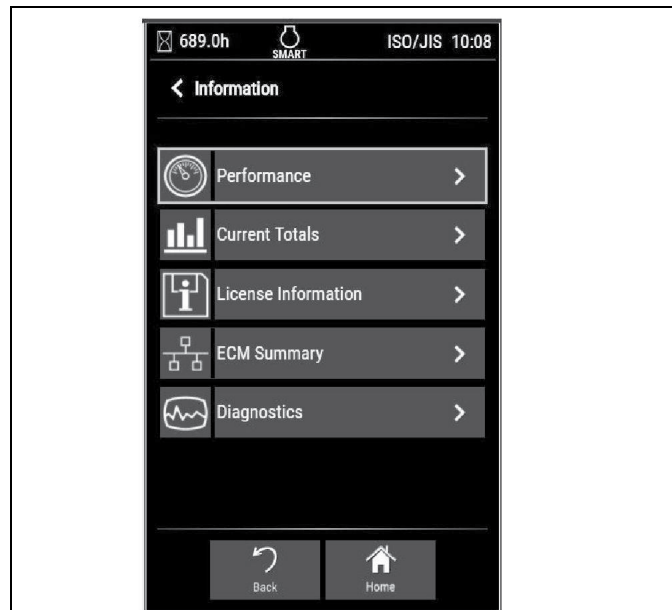 689.0h SMART ISO/JIS 10:08
Information
Performance
Current Totals
License Information
ECM Summary
Diagnostics
Back Home